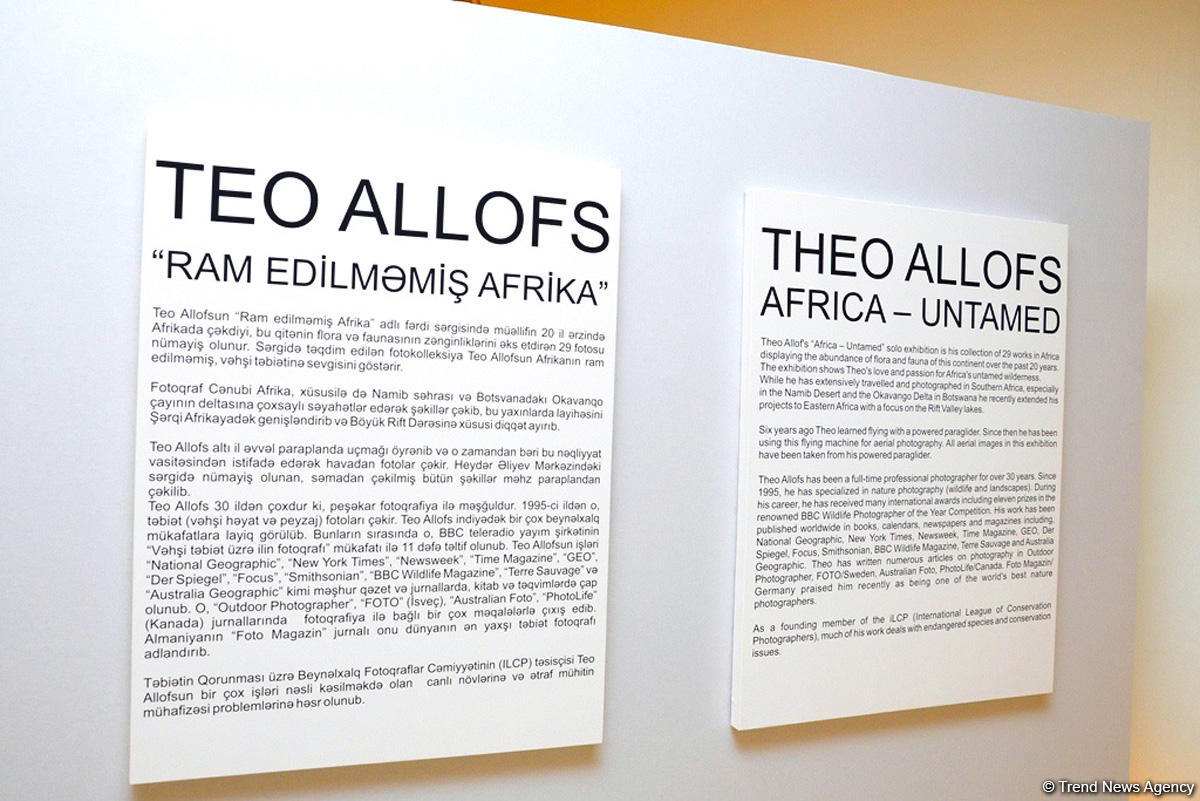 TEO ALLOFS
“RAM EDİLMƏMİŞ AFRİKA”
Teo Allofsun “Ram edilməmiş Afrika” adlı fərdi sərgisində müəllifin 20 il ərzində
Afrikada çəkdiyi, bu qitənin flora və faunasının zənginliklərini əks etdirən 29 fotosu
nümayiş olunur. Sərgidə təqdim edilən fotokolleksiya Teo Allofsun Afrikanın ram
edilməmiş, vəhşi təbiətinə sevgisini göstərir.
Fotoqraf Cənubi Afrika, xüsusilə də Namib səhrası və Botsvanadakı Okavanqo
çayının deltasına çoxsaylı səyahətlər edərək şəkillər çəkib, bu yaxınlarda layihəsini
Şərqi Afrikayadək genişləndirib və Böyük Rift Dərəsinə xüsusi diqqət ayırıb.
Teo Allofs altı il əvvəl paraplanda uçmağı öyrənib və o zamandan bəri bu nəqliyyat
vasitəsindən istifadə edərək havadan fotolar çəkir. Heydər Əliyev Mərkəzindəki
sərgidə nümayiş olunan, səmadan çəkilmiş bütün şəkillər məhz paraplandan
çəkilib.
Teo Allofs 30 ildən çoxdur ki, peşəkar fotoqrafiya ilə məşğuldur. 1995-ci ildən o,
təbiət (vəhşi həyat və peyzaj) fotoları çəkir. Teo Allofs indiyədək bir çox beynəlxalq
mükafatlara layiq görülüb. Bunların sırasında o, BBC teleradio yayım şirkətinin
“Vəhşi təbiət üzrə ilin fotoqrafı” mükafatı ilə 11 dəfə təltif olunub. Teo Allofsun işləri
“National Geographic”, “New York Times”, “Newsweek”, “Time Magazine”, “GEO”,
“Der Spiegel”, “Focus”, “Smithsonian”, “BBC Wildlife Magazine”, “Terre Sauvage” və
“Australia Geographic” kimi məşhur qəzet və jurnallarda, kitab və təqvimlərdə çap
olunub. O, “Outdoor Photographer”, “FOTO” (İsveç), “Australian Foto”, “PhotoLife”
(Kanada) jurnallarında fotoqrafiya ilə bağlı bir çox məqalələrlə çıxış edib.
Almaniyanın “Foto Magazin” jurnalı onu dünyanın ən yaxşı təbiət fotoqrafı
adlandırıb.
Təbiətin Qorunması üzrə Beynəlxalq Fotoqraflar Cəmiyyətinin (ILCP) təsisçisi Teo
Allofsun bir çox işləri nəsli kəsilməkdə olan canlı növlərinə və ətraf mühitin
mühafizəsi problemlərinə həsr olunub.
THEO ALLOFS
AFRICA – UNTAMED
Theo Allof's “Africa – Untamed” solo exhibition is his collection of 29 works in Africa
displaying the abundance of flora and fauna of this continent over the past 20 years.
The exhibition shows Theo's love and passion for Africa's untamed wilderness.
While he has extensively travelled and photographed in Southern Africa, especially
in the Namib Desert and the Okavango Delta in Botswana he recently extended his
projects to Eastern Africa with a focus on the Rift Valley lakes.
Six years ago Theo learned flying with a powered paraglider. Since then he has been
using this flying machine for aerial photography. All aerial images in this exhibition
have been taken from his powered paraglider.
Theo Allofs has been a full-time professional photographer for over 30 years. Since
1995, he has specialized in nature photography (wildlife and landscapes). During
his career, he has received many international awards including eleven prizes in the
renowned BBC Wildlife Photographer of the Year Competition. His work has been
published worldwide in books, calendars, newspapers and magazines including,
National Geographic, New York Times, Newsweek, Time Magazine, GEO, Der
Spiegel, Focus, Smithsonian, BBC Wildlife Magazine, Terre Sauvage and Australia
Geographic. Theo has written numerous articles on photography in Outdoor
Photographer, FOTO/Sweden, Australian Foto, PhotoLife/Canada. Foto Magazin/
Germany praised him recently as being one of the world's best nature
photographers.
As a founding member of the iLCP (International League of Conservation
Photographers), much of his work deals with endangered species and conservation
issues.
© Trend News Agency